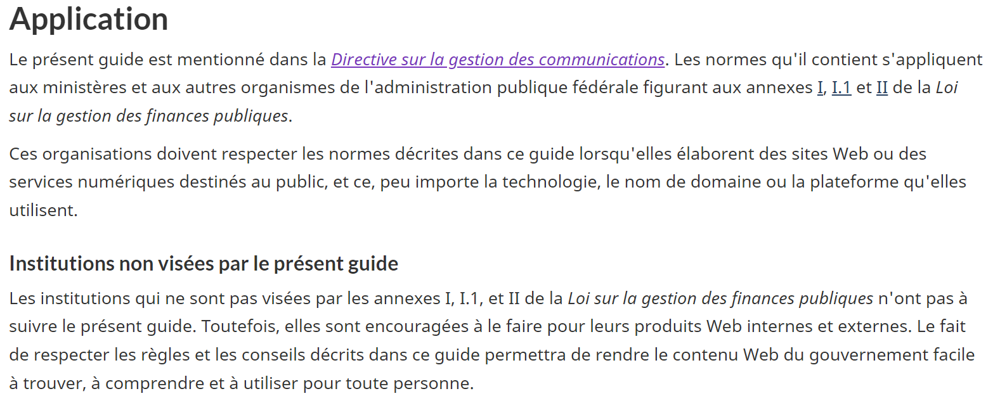 Application
Le présent guide est mentionné dans la Directive sur la gestion des communications. Les normes qu'il contient s'appliquent
aux ministères et aux autres organismes de l'administration publique fédérale figurant aux annexes I, I.1 et II de la Loi
sur la gestion des finances publiques.
Ces organisations doivent respecter les normes décrites dans ce guide lorsqu'elles élaborent des sites Web ou des
services numériques destinés au public, et ce, peu importe la technologie, le nom de domaine ou la plateforme qu'elles
utilisent.
Institutions non visées par le présent guide
Les institutions qui ne sont pas visées par les annexes I, I.1, et II de la Loi sur la gestion des finances publiques n'ont pas à
suivre le présent guide. Toutefois, elles sont encouragées à le faire pour leurs produits Web internes et externes. Le fait
de respecter les règles et les conseils décrits dans ce guide permettra de rendre le contenu Web du gouvernement facile
à trouver, à comprendre et à utiliser pour toute personne.